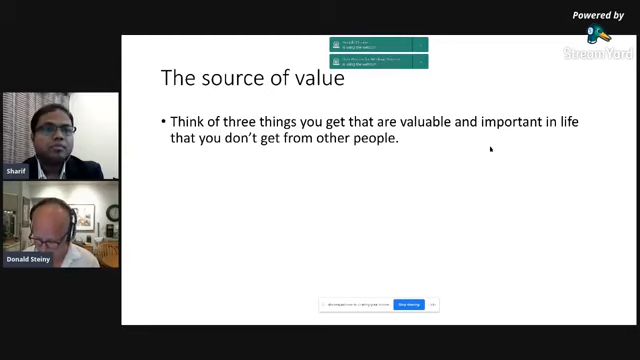 Powered by
StreamYard
The source of value
• Think of three things you get that are valuable and important in life
that you don't get from other people.
Sharif
Donald Steiny
Stop sharing